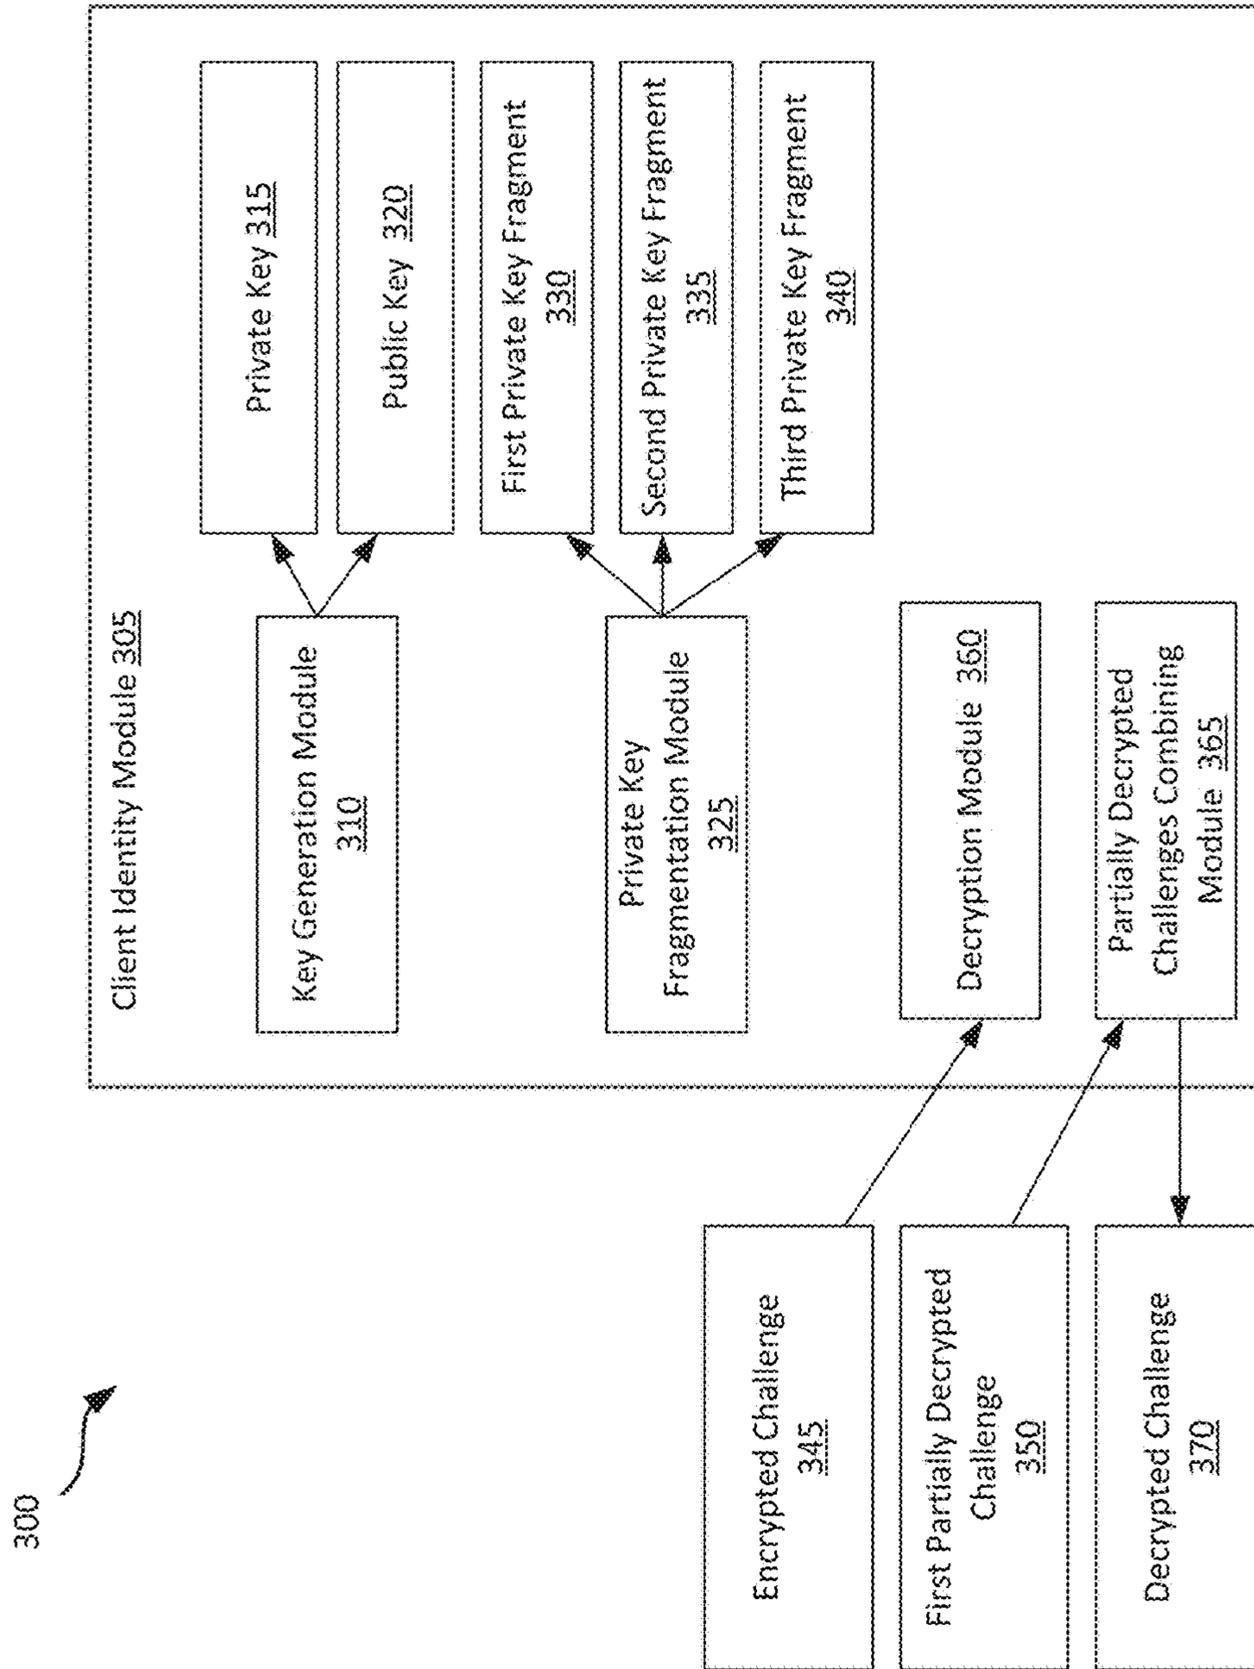 300
Client Identity Module 305
Key Generation Module
310
Private Key 315
Public Key 320
Private Key
Fragmentation Module
325
First Private Key Fragment
330
Second Private Key Fragment
335
Third Private Key Fragment
340
Encrypted Challenge
345
Decryption Module 360
First Partially Decrypted
Challenge
350
Partially Decrypted
Challenges Combining
Module 365
Decrypted Challenge
370